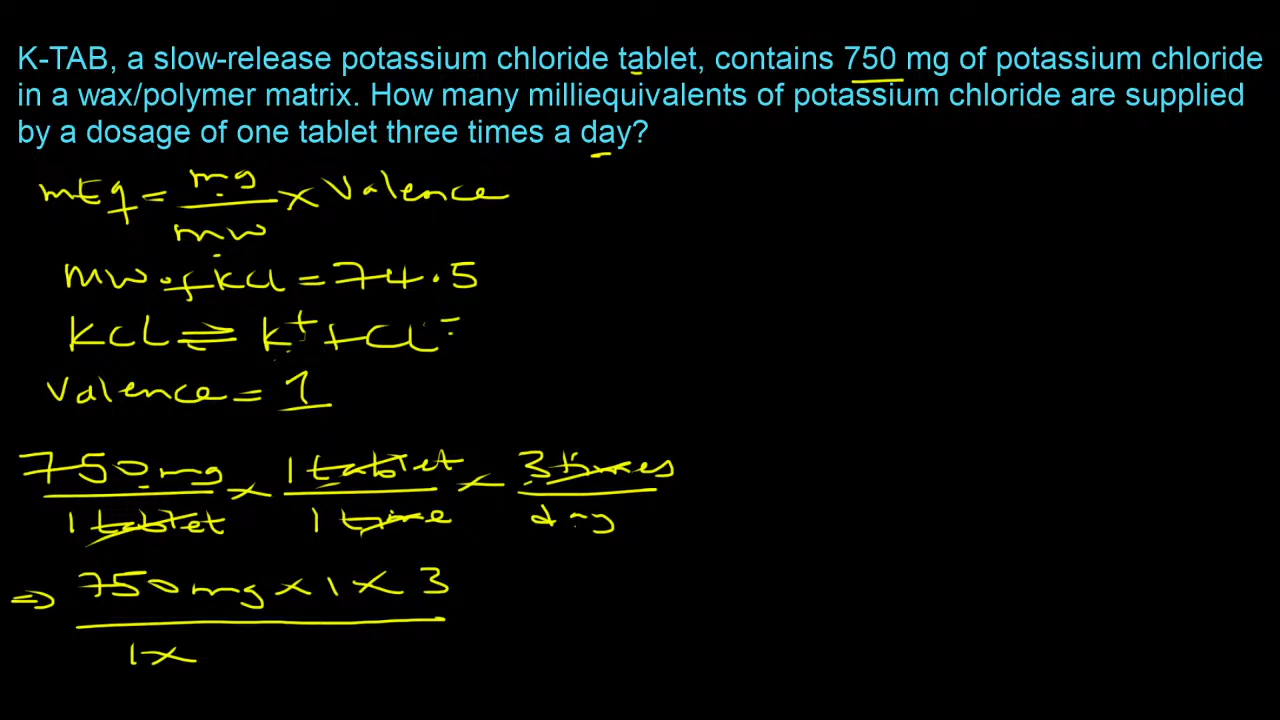 K-TAB, a slow-release potassium chloride tablet, contains 750 mg of potassium chloride
in a wax/polymer matrix. How many milliequivalents of potassium chloride are supplied
by a dosage of one tablet three times a day?
mEq = mg / mw × Valence
MW of KCl = 74.5
KCL ⇌ K⁺ + CL⁻
Valence = 1
750 mg / 1 tablet × 1 tablet / 1 time × 3 times / day
⇒ 750 mg × 1 × 3
1 ×